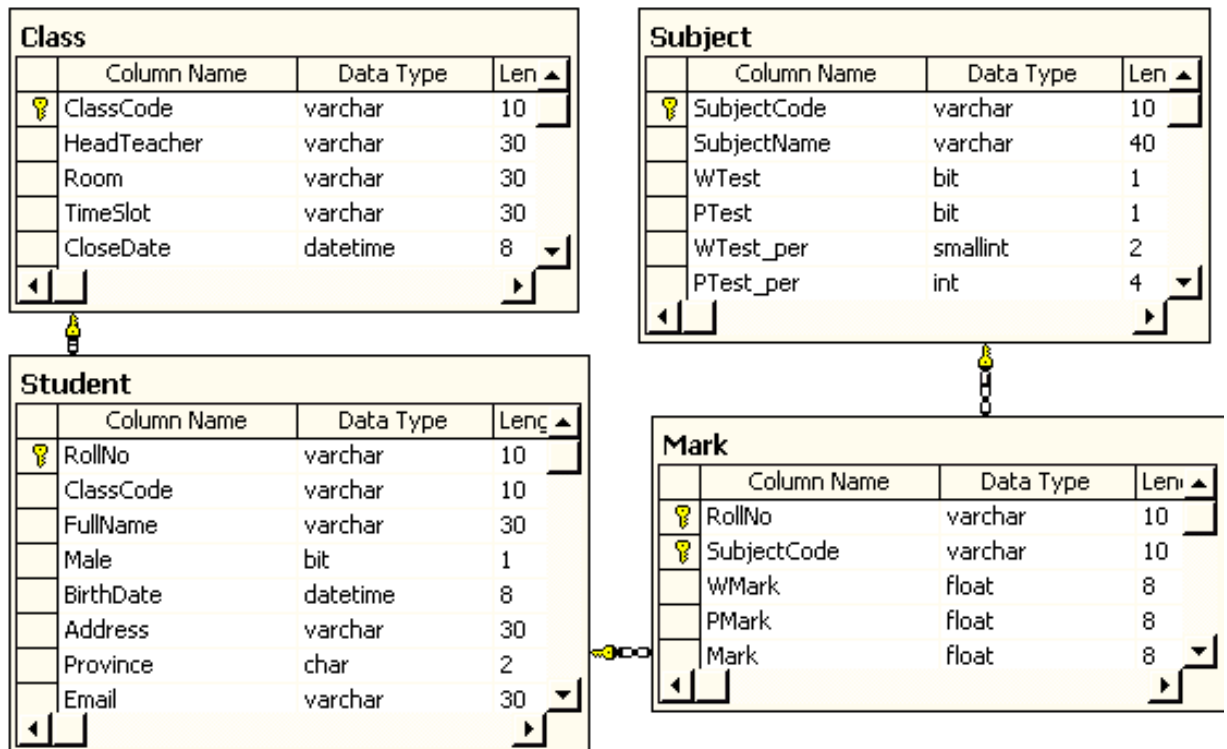 Class
Column Name Data Type Len
ClassCode varchar 10
HeadTeacher varchar 30
Room varchar 30
TimeSlot varchar 30
CloseDate datetime 8
Subject
Column Name Data Type Len
SubjectCode varchar 10
SubjectName varchar 40
WTest bit 1
PTest bit 1
WTest_per smallint 2
PTest_per int 4
Student
Column Name Data Type Leng
RollNo varchar 10
ClassCode varchar 10
FullName varchar 30
Male bit 1
BirthDate datetime 8
Address varchar 30
Province char 2
Email varchar 30
Mark
Column Name Data Type Len
RollNo varchar 10
SubjectCode varchar 10
WMark float 8
PMark float 8
Mark float 8